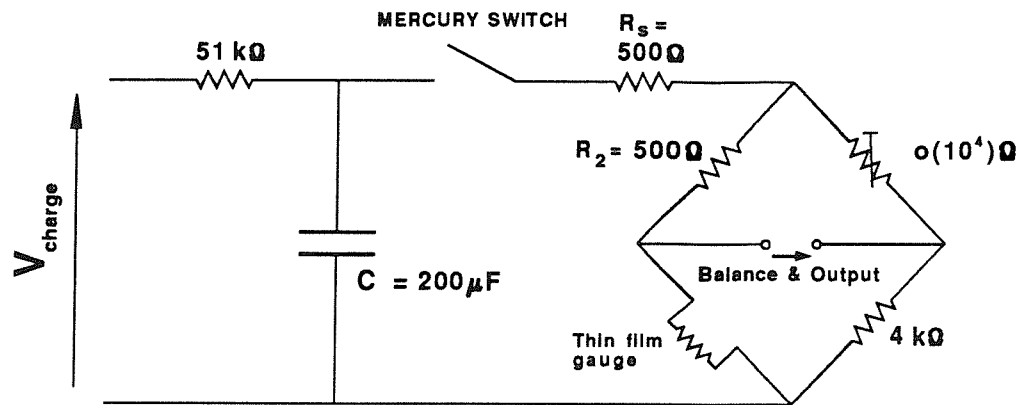 MERCURY SWITCH
R_s =
500Ω
51 kΩ
R_2 = 500Ω
o(10^4)Ω
V_charge
C = 200μF
Balance & Output
Thin film
gauge
4 kΩ